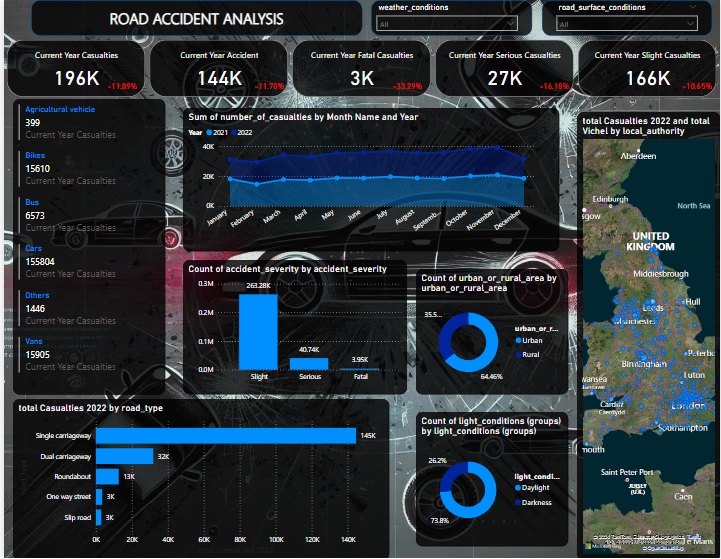 ROAD ACCIDENT ANALYSIS
weather_conditions
All
road_surface_conditions
All
Current Year Casualties
196K
-11.89%
Current Year Accident
144K
-11.70%
Current Year Fatal Casualties
3K
-33.29%
Current Year Serious Casualties
27K
-16.18%
Current Year Slight Casualties
166K
-10.65%
Agricultural vehicle
399
Current Year Casualties
Bikes
15610
Current Year Casualties
Bus
6573
Current Year Casualties
Cars
155804
Current Year Casualties
Others
1446
Current Year Casualties
Vans
15905
Current Year Casualties
Sum of number_of_casualties by Month Name and Year
Year 2021 2022
40K
20K
0K
January
February
March
April
May
June
July
August
Septemb...
October
November
December
Count of accident_severity by accident_severity
0.3M
0.2M
0.1M
0.0M
263.28K
40.74K
3.95K
Slight
Serious
Fatal
Count of urban_or_rural_area by
urban_or_rural_area
35.5...
64.46%
urban_or_r...
Urban
Rural
total Casualties 2022 by road_type
Single carriageway
145K
Dual carriageway
32K
Roundabout
13K
One way street
3K
Slip road
3K
0K
20K
40K
60K
80K
100K
120K
140K
Count of light_conditions (groups)
by light_conditions (groups)
26.2%
73.8%
light_condi...
Daylight
Darkness
total Casualties 2022 and total
Vichel by local_authority
Aberdeen
Edinburgh
sgow
North Sea
UNITED
KINGDOM
Middlesbrough
Leeds
Hull
Manchester
Peterbo
Birmingham
Luton
wansea
Cardiff
Caerdydd
London
Southampton
mouth
Saint Peter Port
JERSEY
(U.K.)
Caen
Le Mans